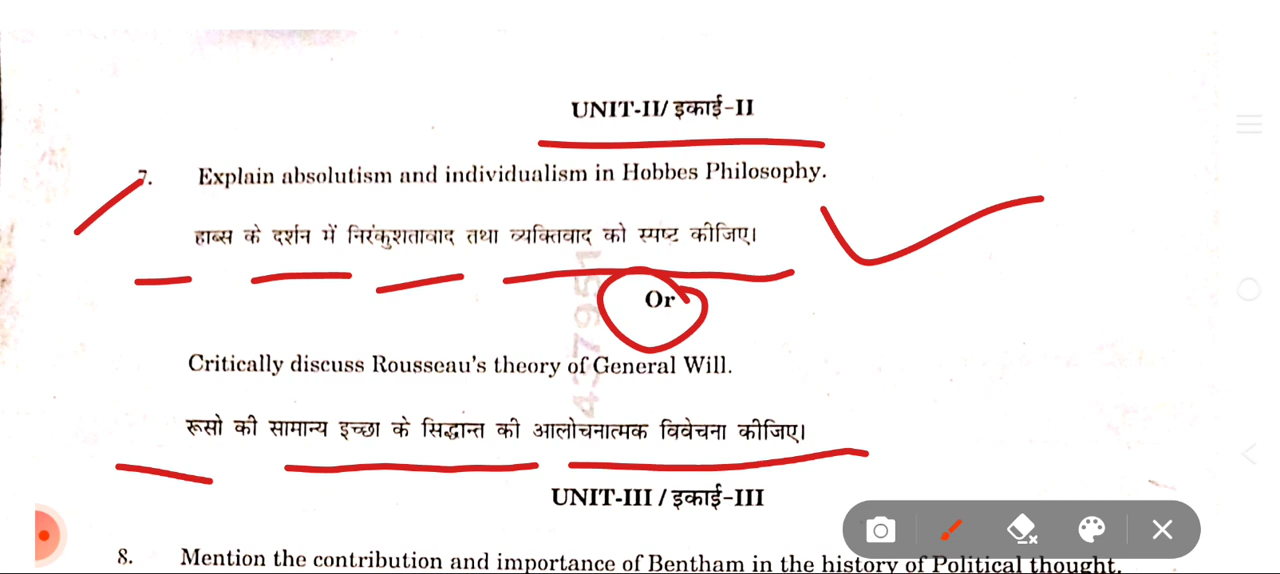 UNIT-II/ इकाई-II
7. Explain absolutism and individualism in Hobbes Philosophy.
हाब्स के दर्शन में निरंकुशतावाद तथा व्यक्तिवाद को स्पष्ट कीजिए।
Or
Critically discuss Rousseau's theory of General Will.
रूसो की सामान्य इच्छा के सिद्धान्त की आलोचनात्मक विवेचना कीजिए।
UNIT-III / इकाई-III
8. Mention the contribution and importance of Bentham in the history of Political thought.